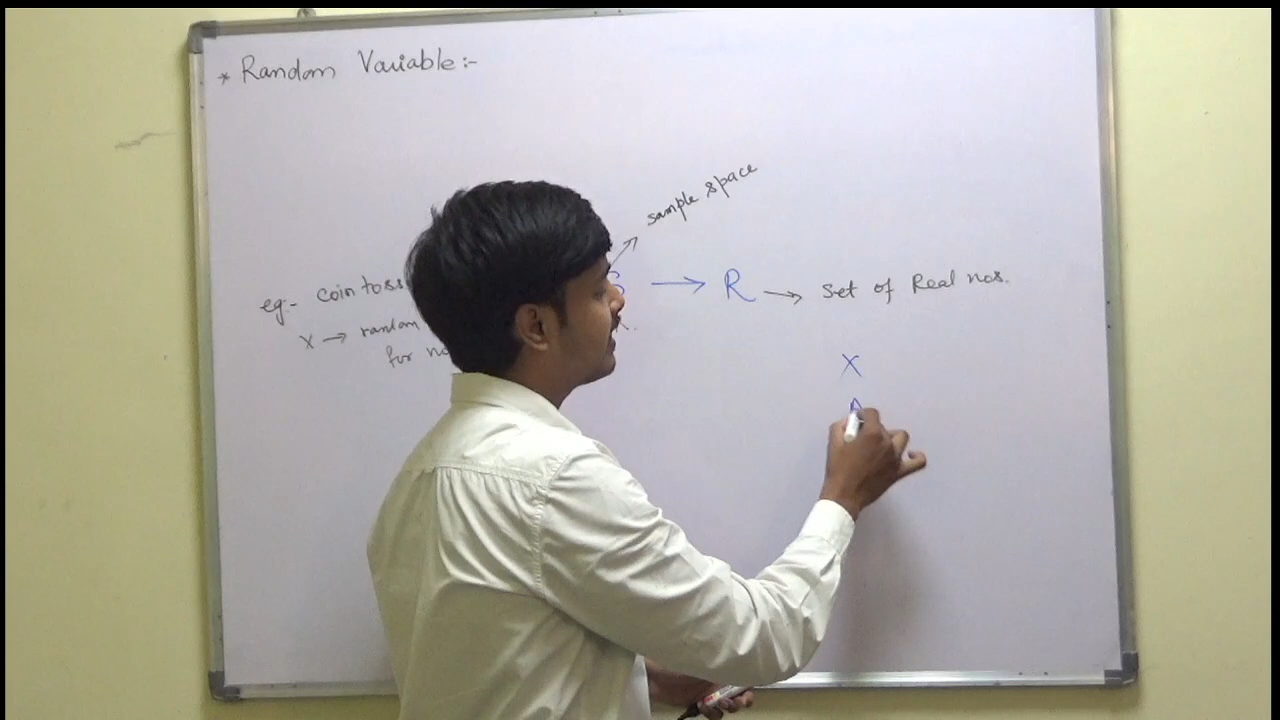 * Random Variable:-
sample space
S → R → Set of Real nos.
eg:- coin toss
X → random
for no
X